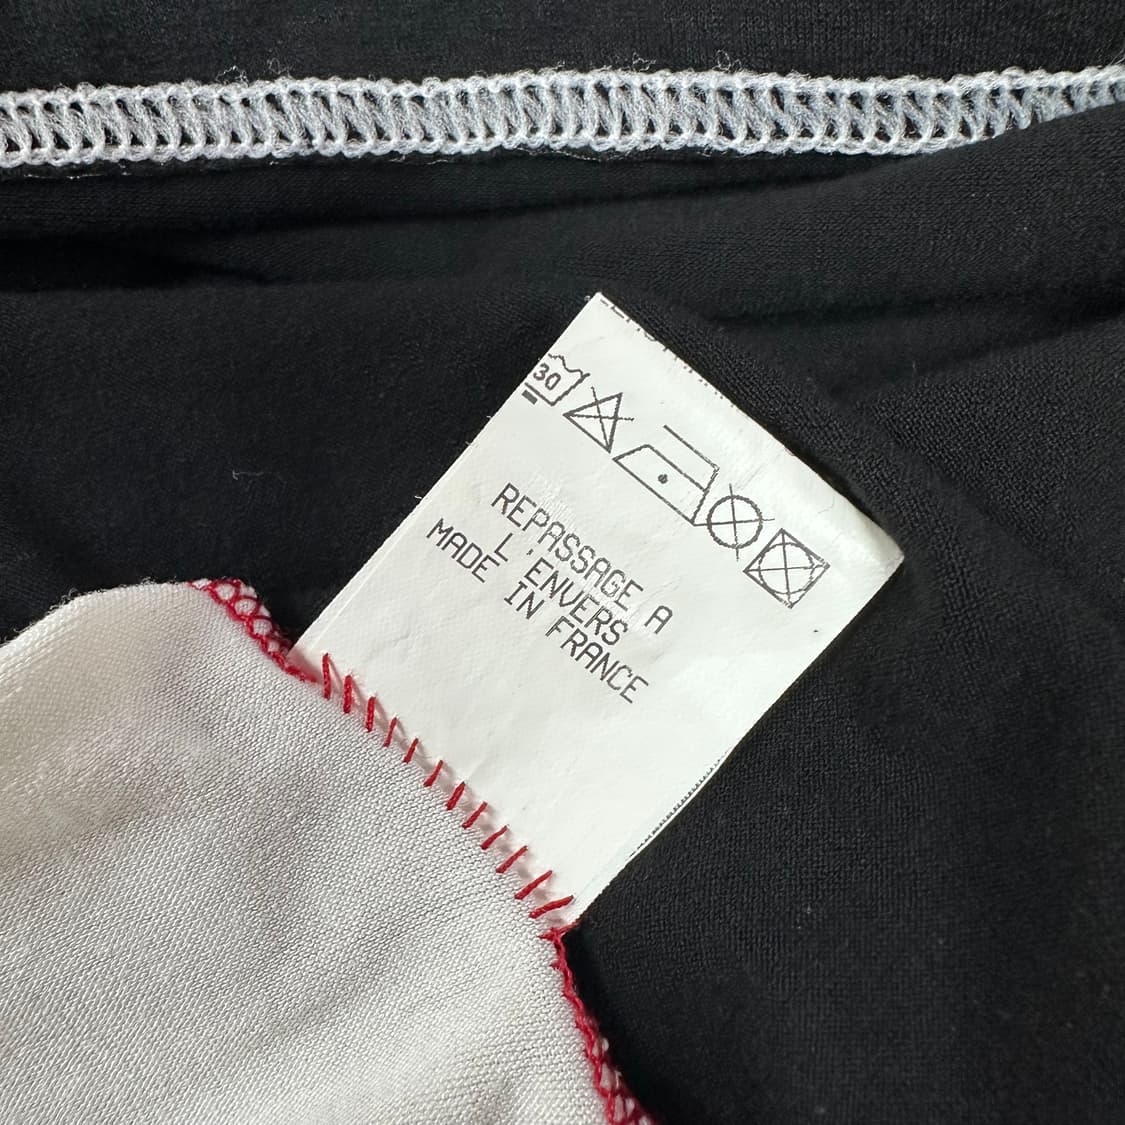 30
REPASSAGE A
L'ENVERS
MADE IN FRANCE